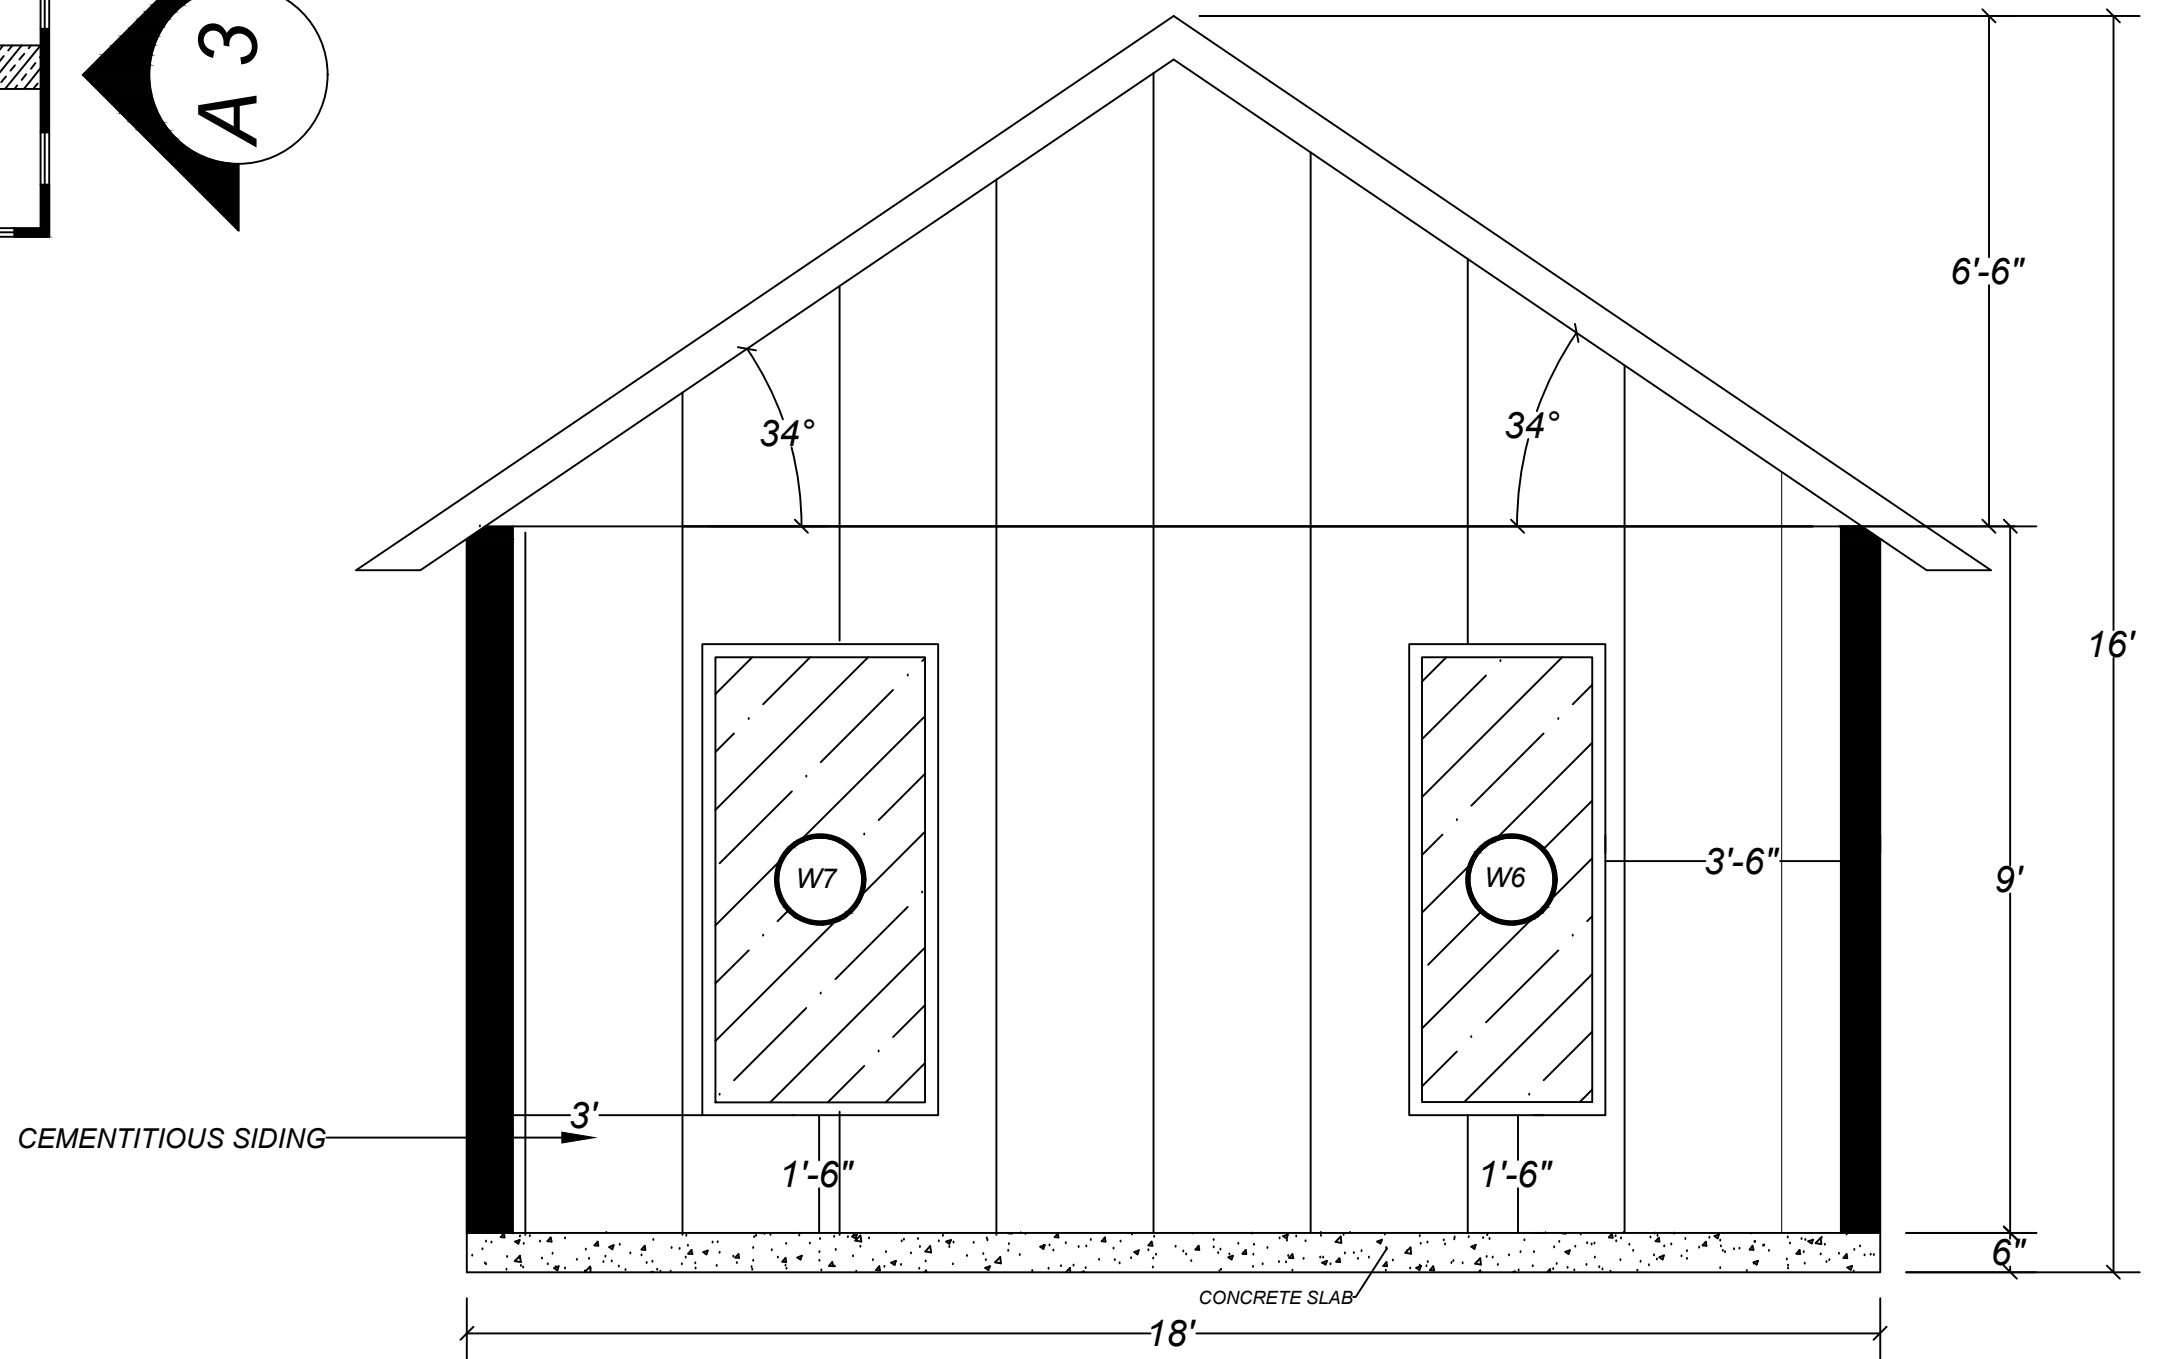 A 3
6'-6"
34°
34°
16'
W7
W6
3'-6"
9'
3'
CEMENTITIOUS SIDING
1'-6"
1'-6"
6"
CONCRETE SLAB
18'